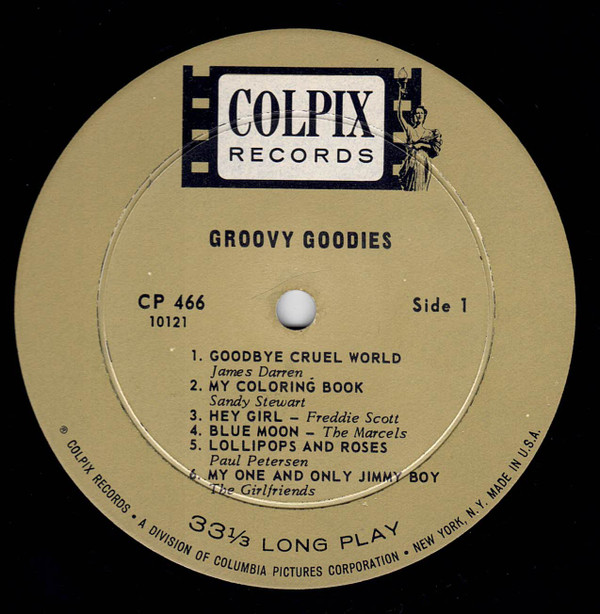 COLPIX
RECORDS
GROOVY GOODIES
CP 466
10121
Side 1
1. GOODBYE CRUEL WORLD
James Darren
2. MY COLORING BOOK
Sandy Stewart
3. HEY GIRL – Freddie Scott
4. BLUE MOON – The Marcels
5. LOLLIPOPS AND ROSES
Paul Petersen
6. MY ONE AND ONLY JIMMY BOY
The Girlfriends
33⅓ LONG PLAY
℗ COLPIX RECORDS • A DIVISION OF COLUMBIA PICTURES CORPORATION • NEW YORK, N.Y. MADE IN U.S.A.